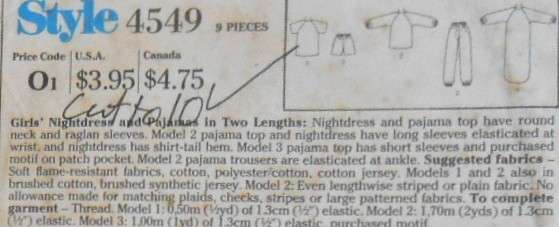 Style 4549 9 PIECES
Price Code U.S.A. Canada
01 $3.95 $4.75
Cut to 10
Girls' Nightdress and Pajamas in Two Lengths: Nightdress and pajama top have round
neck and raglan sleeves. Model 2 pajama top and nightdress have long sleeves elasticated at
wrist, and nightdress has shirt-tail hem. Model 3 pajama top has short sleeves and purchased
motif on patch pocket. Model 2 pajama trousers are elasticated at ankle. Suggested fabrics –
Soft flame-resistant fabrics, cotton, polyester/cotton, cotton jersey. Models 1 and 2 also in
brushed cotton, brushed synthetic jersey. Model 2: Even lengthwise striped or plain fabric. No
allowance made for matching plaids, checks, stripes or large patterned fabrics. To complete
garment – Thread. Model 1: 0,50m (½yd) of 1.3cm (½") elastic. Model 2: 1,70m (2yds) of 1.3cm
(½") elastic. Model 3: 1,00m (1yd) of 1.3cm (½") elastic, purchased motif.